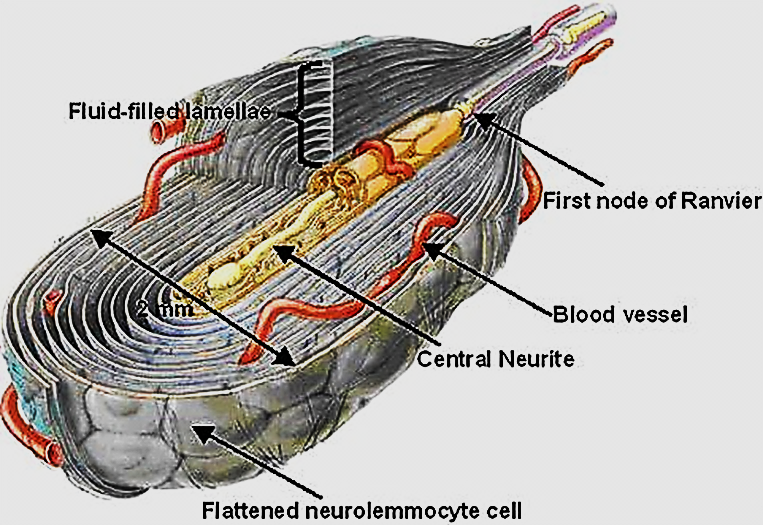 Fluid-filled lamellae
First node of Ranvier
2 mm
Blood vessel
Central Neurite
Flattened neurolemmocyte cell